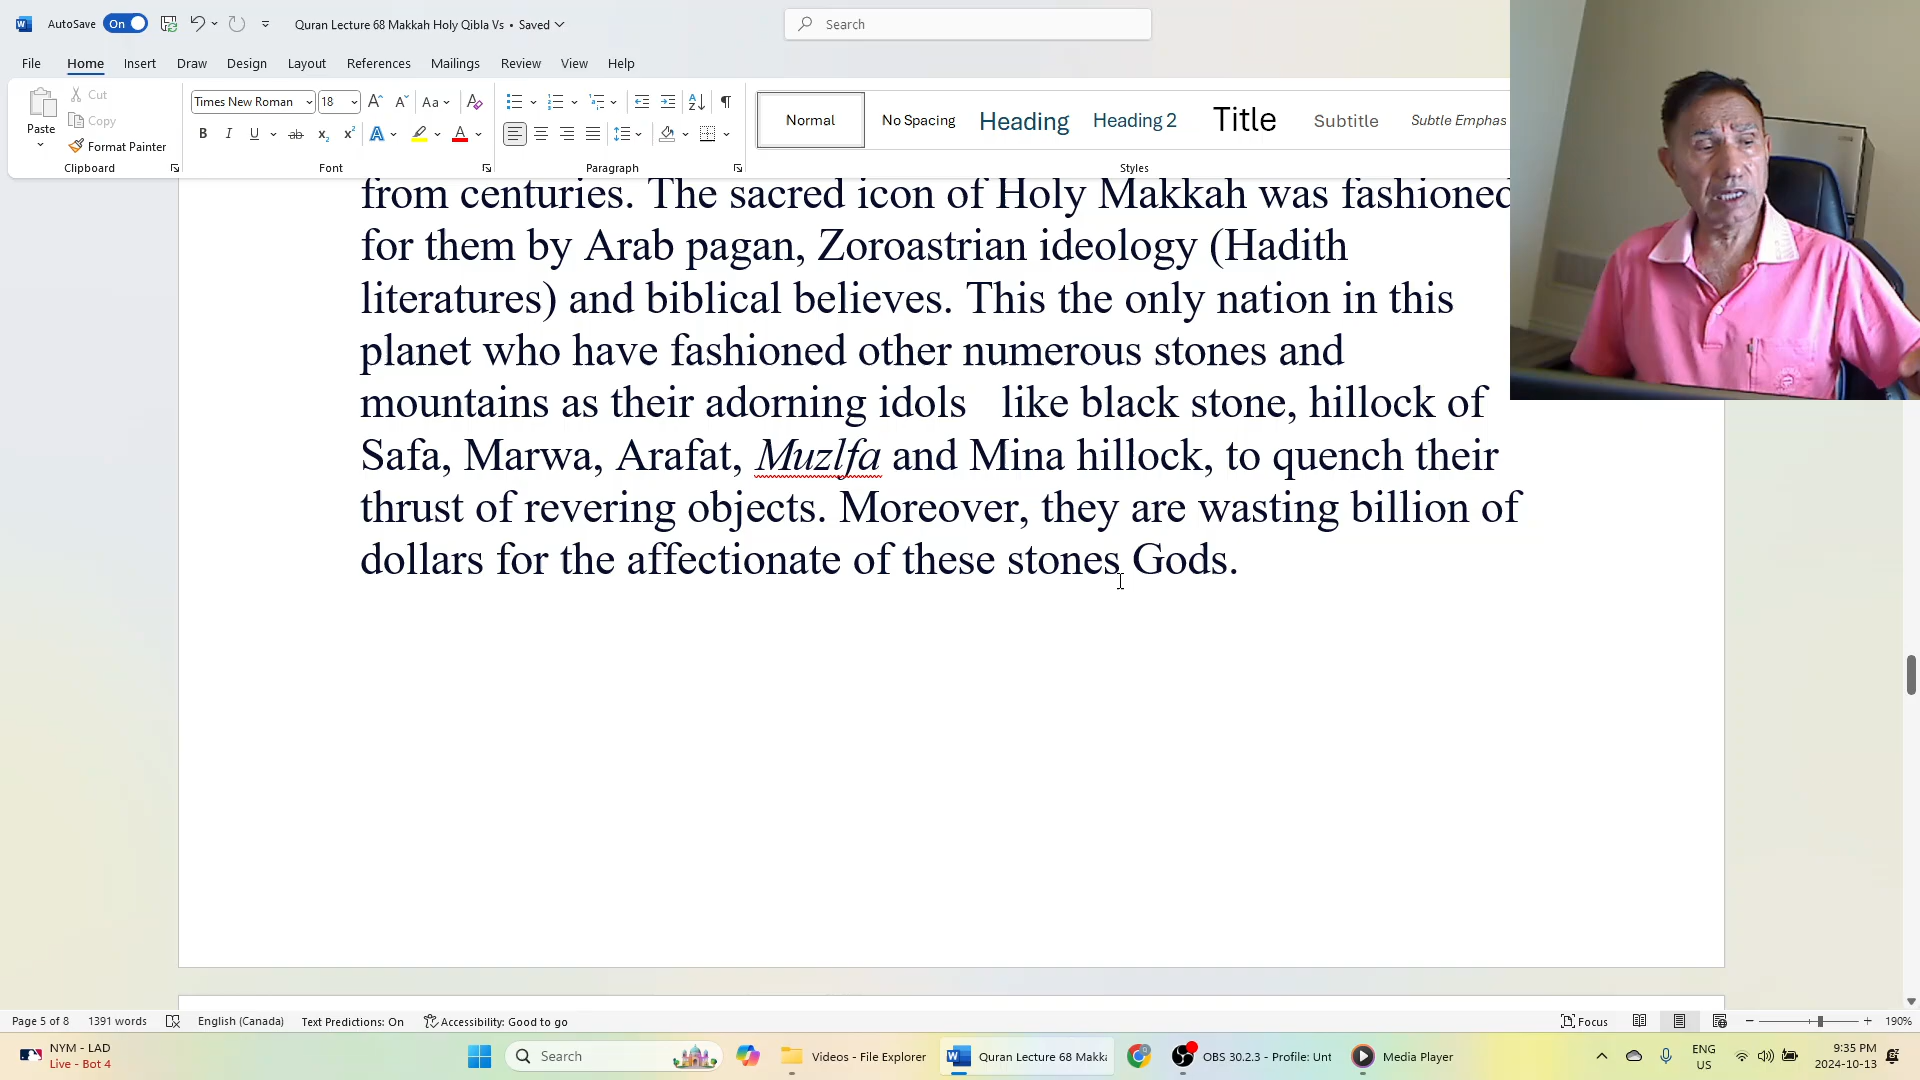 AutoSave On Quran Lecture 68 Makkah Holy Qibla Vs • Saved Search
File Home Insert Draw Design Layout References Mailings Review View Help
Paste Cut Copy Format Painter Clipboard
Times New Roman 18 Font
Paragraph
Normal No Spacing Heading Heading 2 Title Subtitle Subtle Emphas Styles
from centuries. The sacred icon of Holy Makkah was fashioned
for them by Arab pagan, Zoroastrian ideology (Hadith
literatures) and biblical believes. This the only nation in this
planet who have fashioned other numerous stones and
mountains as their adorning idols like black stone, hillock of
Safa, Marwa, Arafat, Muzlfa and Mina hillock, to quench their
thrust of revering objects. Moreover, they are wasting billion of
dollars for the affectionate of these stones Gods.
Page 5 of 8 1391 words English (Canada) Text Predictions: On Accessibility: Good to go Focus 190%
NYM - LAD
Live - Bot 4
Search Videos - File Explorer Quran Lecture 68 Makka OBS 30.2.3 - Profile: Unt Media Player
ENG
US
9:35 PM
2024-10-13